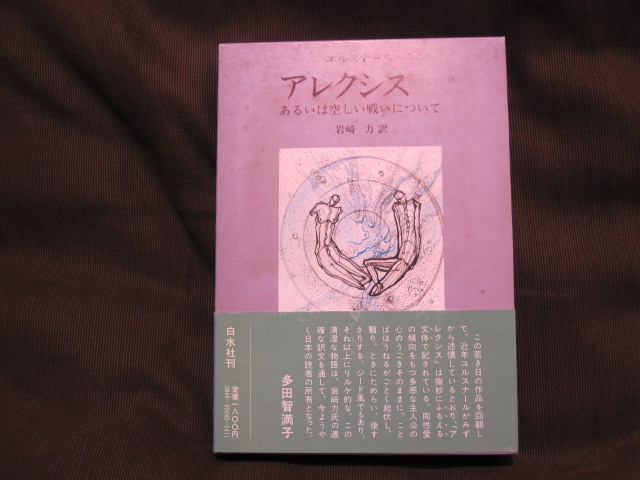 ユルスナール
アレクシス
あるいは空しい戦いについて
岩崎 力 訳
この若き日の作品を回顧し
て、近年ユルスナールがみず
から述懐しているとおり、『ア
レクシス』は微妙にふるえる
文体で記されている。同性愛
の傾向をもつ多感な主人公の
心のうごきそのままに、こと
ばはうねるがごとく起伏し、
翳り、ときにためらい、後ず
さりする。ジード風でもあり、
それ以上にリルケ的な、この
清澄な物語は、岩崎力氏の適
確な訳文を通して、今ようや
く日本の読者の所有となった。
多田智満子
白水社刊
定価一八〇〇円